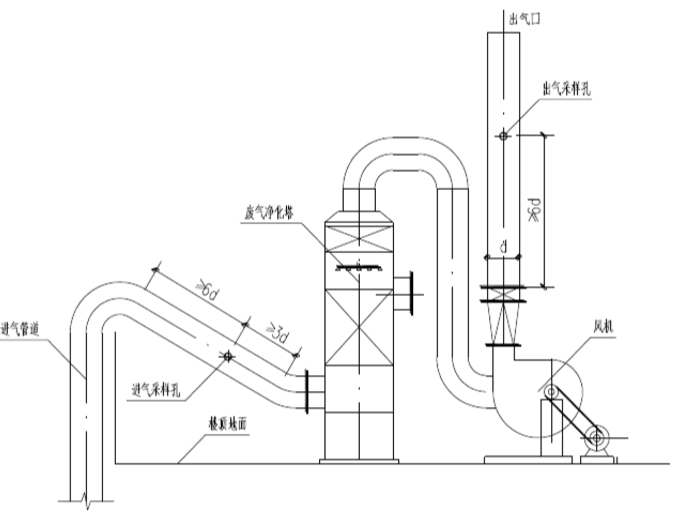 出气口
出气采样孔
废气净化塔
≥6d
≥6d
d
≥3d
进气管道
风机
进气采样孔
楼顶地面